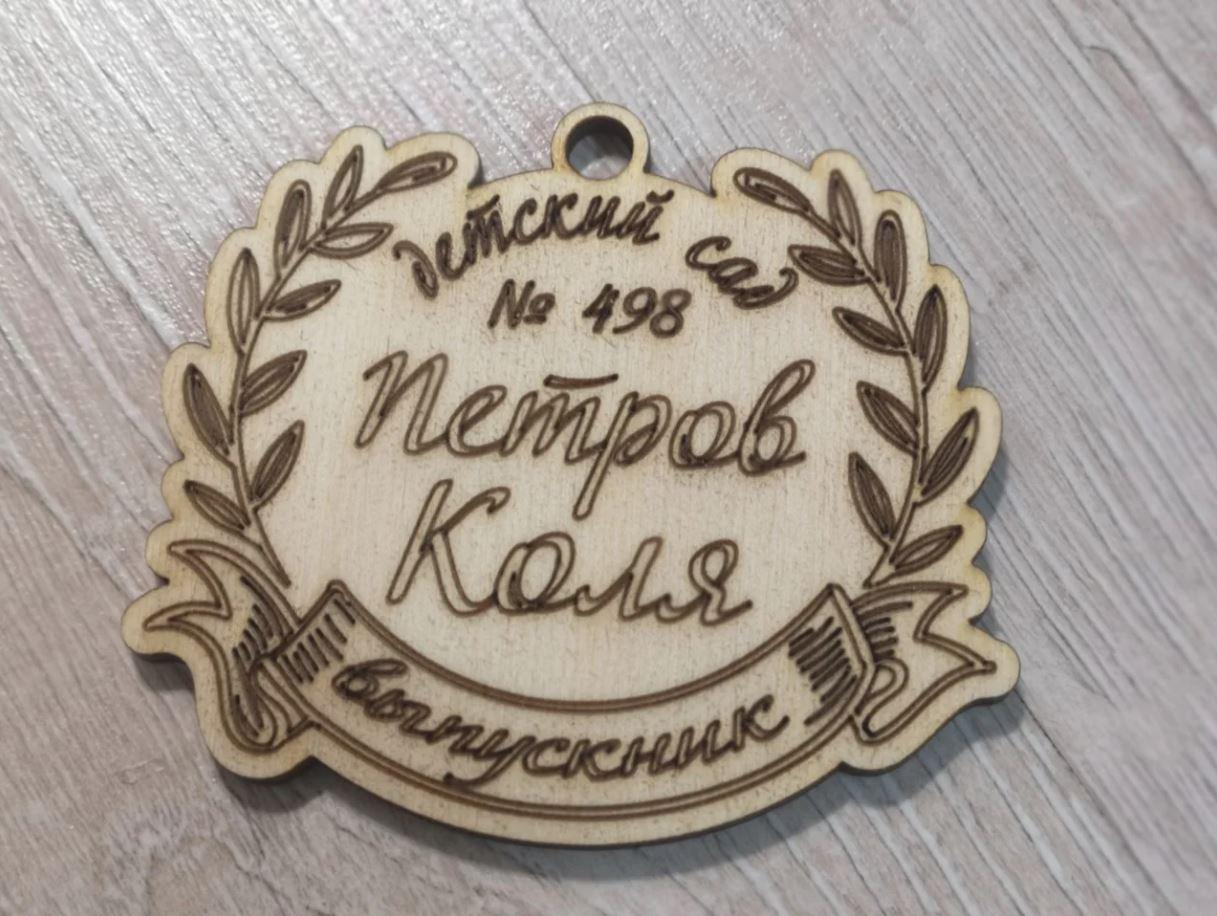 детский сад
№ 498
Петров
Коля
выпускник